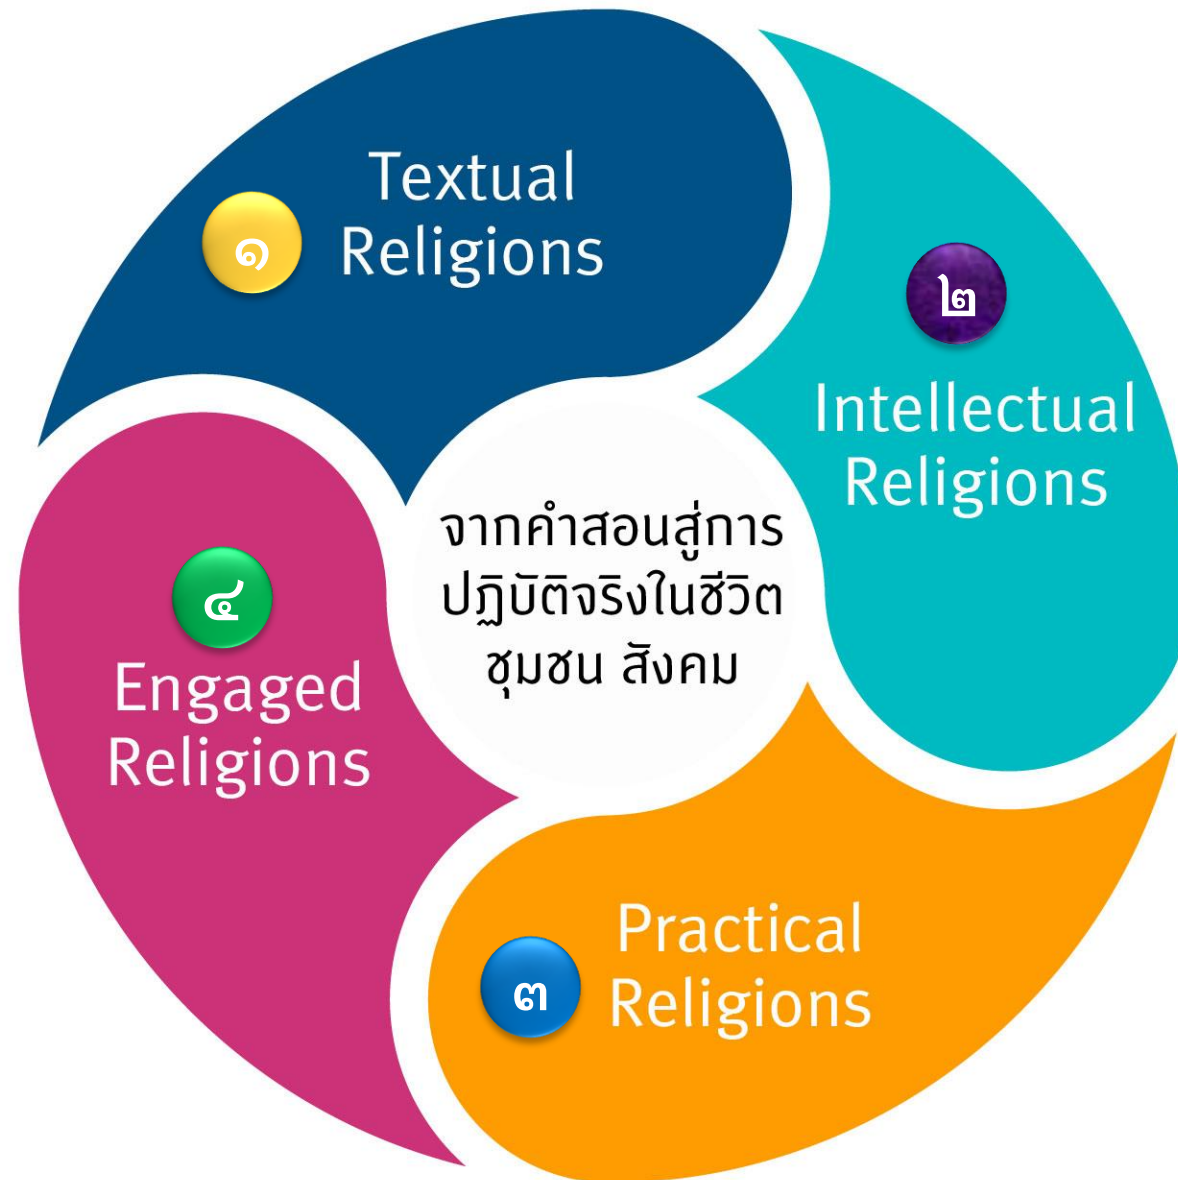 ๑
Textual
Religions
๒
Intellectual
Religions
จากคำสอนสู่การ
ปฏิบัติจริงในชีวิต
ชุมชน สังคม
๓
Practical
Religions
๔
Engaged
Religions